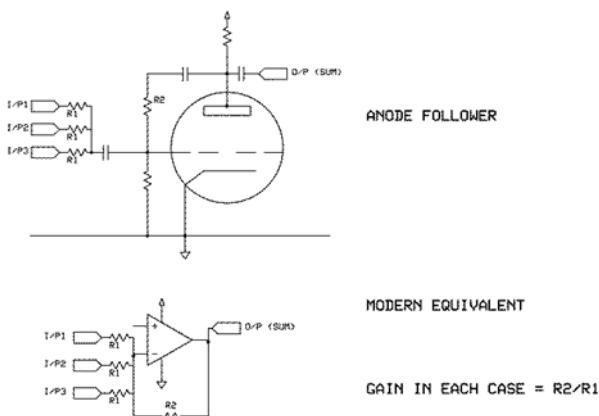 O/P (SUM)
I/P1
R1
R2
I/P2
R1
I/P3
R1
ANODE FOLLOWER
MODERN EQUIVALENT
O/P (SUM)
I/P1
R1
I/P2
R1
I/P3
R1
R2
GAIN IN EACH CASE = R2/R1